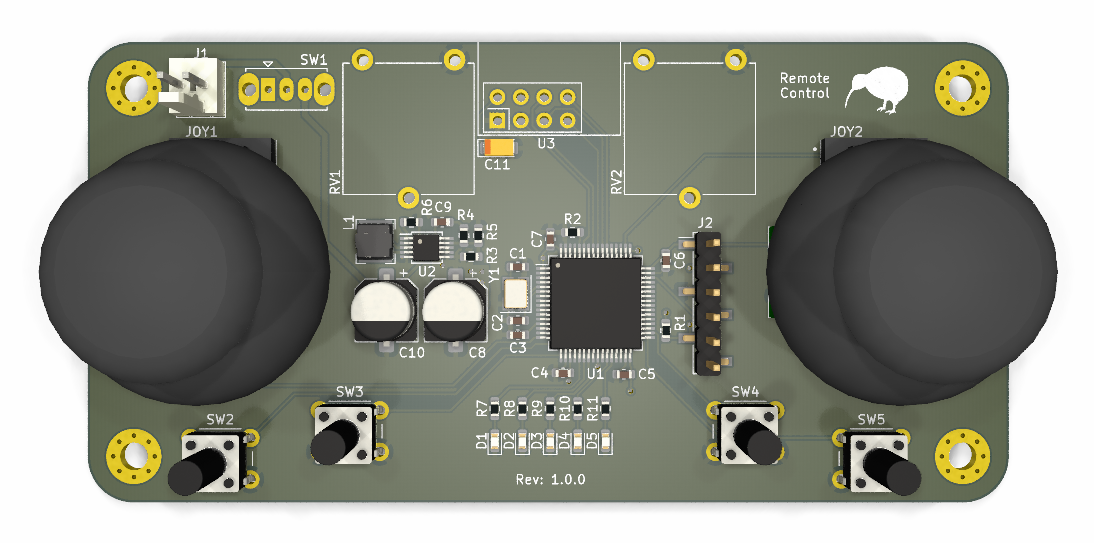 J1
SW1
Remote
Control
JOY1
JOY2
U3
C11
RV1
RV2
L1
R6
C9
R4
R5
R3
U2
Y1
C1
C7
R2
J2
C6
C2
C3
R1
C10
C8
C4
U1
C5
SW3
SW4
SW2
SW5
R7
R8
R9
R10
R11
D1
D2
D3
D4
D5
Rev: 1.0.0
+
+